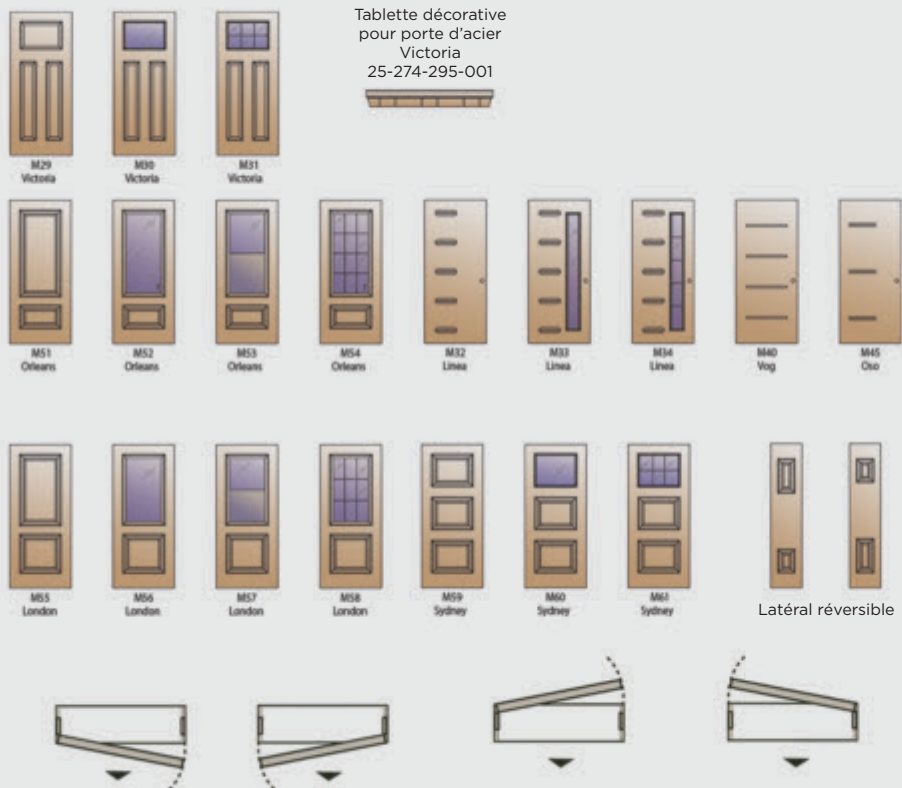 Tablette décorative
pour porte d'acier
Victoria
25-274-295-001
M29
Victoria
M30
Victoria
M31
Victoria
M51
Orleans
M52
Orleans
M53
Orleans
M54
Orleans
M32
Linea
M33
Linea
M34
Linea
M40
Vog
M45
Oso
M55
London
M56
London
M57
London
M58
London
M59
Sydney
M60
Sydney
M61
Sydney
Latéral réversible